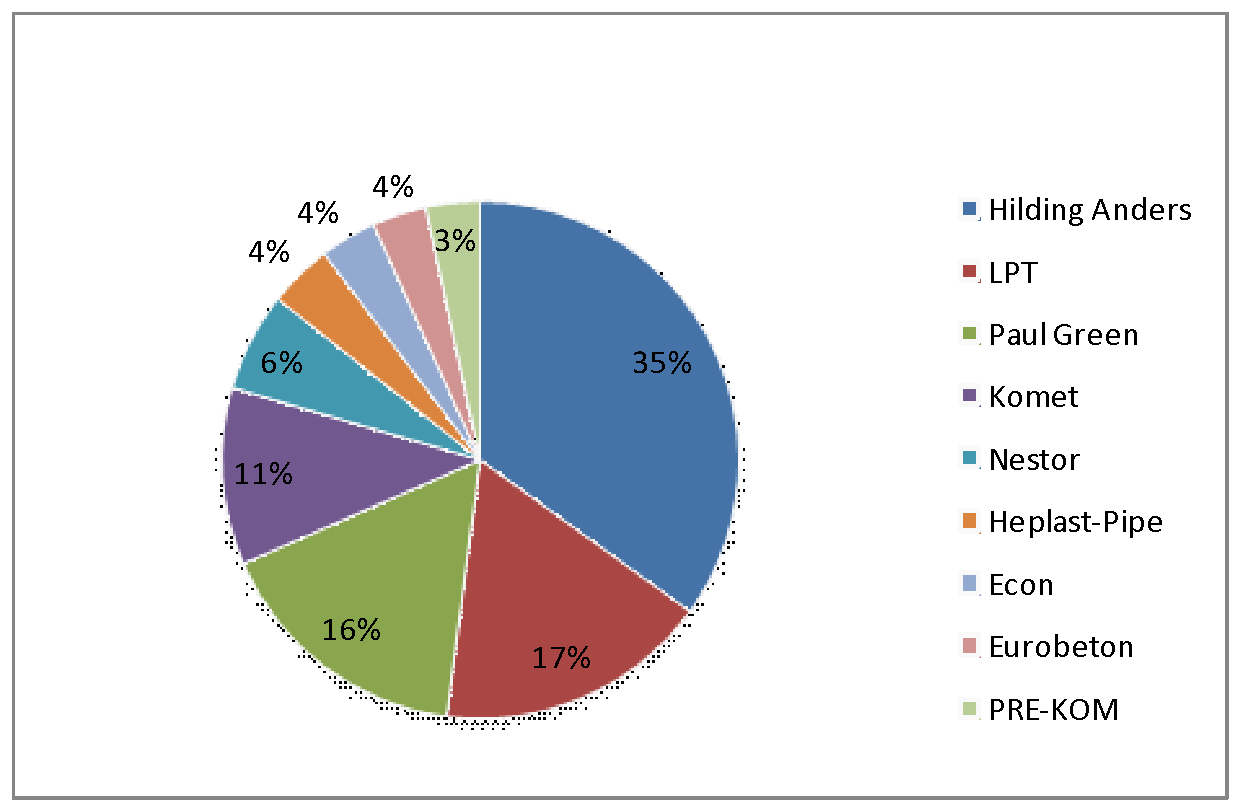 4%
4%
4%
3%
35%
6%
11%
16%
17%
Hilding Anders
LPT
Paul Green
Komet
Nestor
Heplast-Pipe
Econ
Eurobeton
PRE-KOM